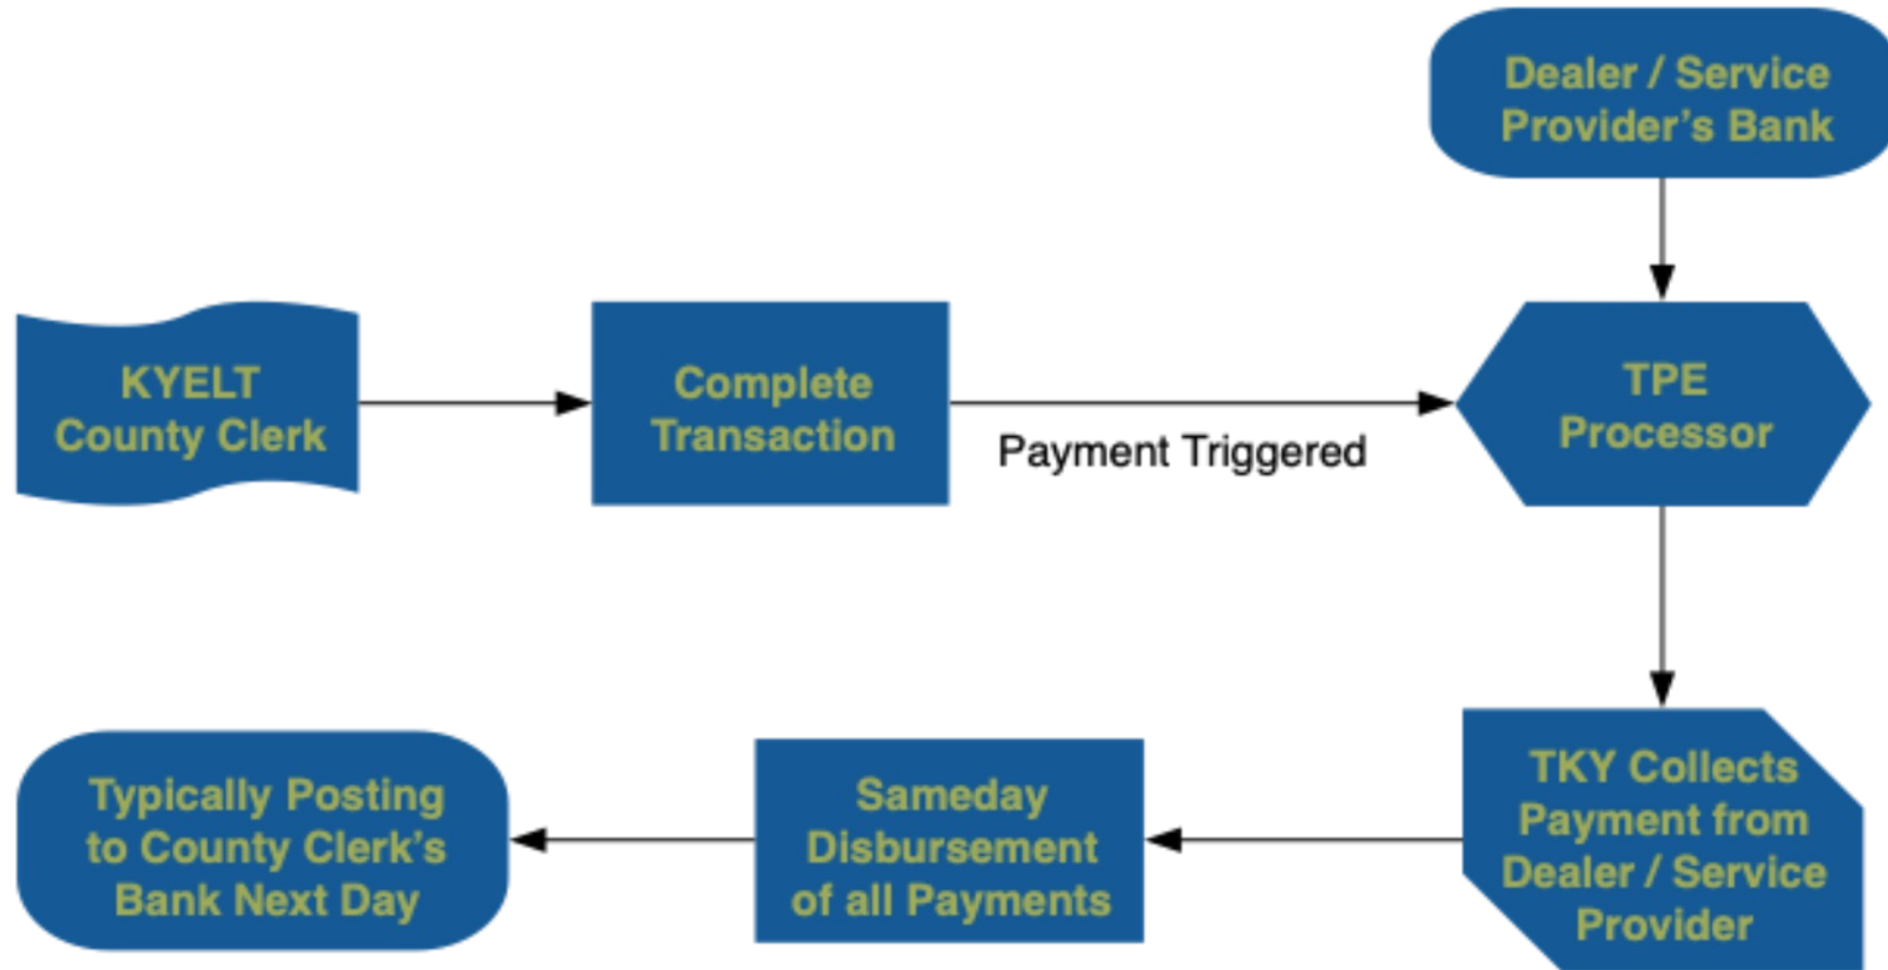 Dealer / Service
Provider’s Bank
KYELT
County Clerk
Complete
Transaction
Payment Triggered
TPE
Processor
Typically Posting
to County Clerk’s
Bank Next Day
Sameday
Disbursement
of all Payments
TKY Collects
Payment from
Dealer / Service
Provider